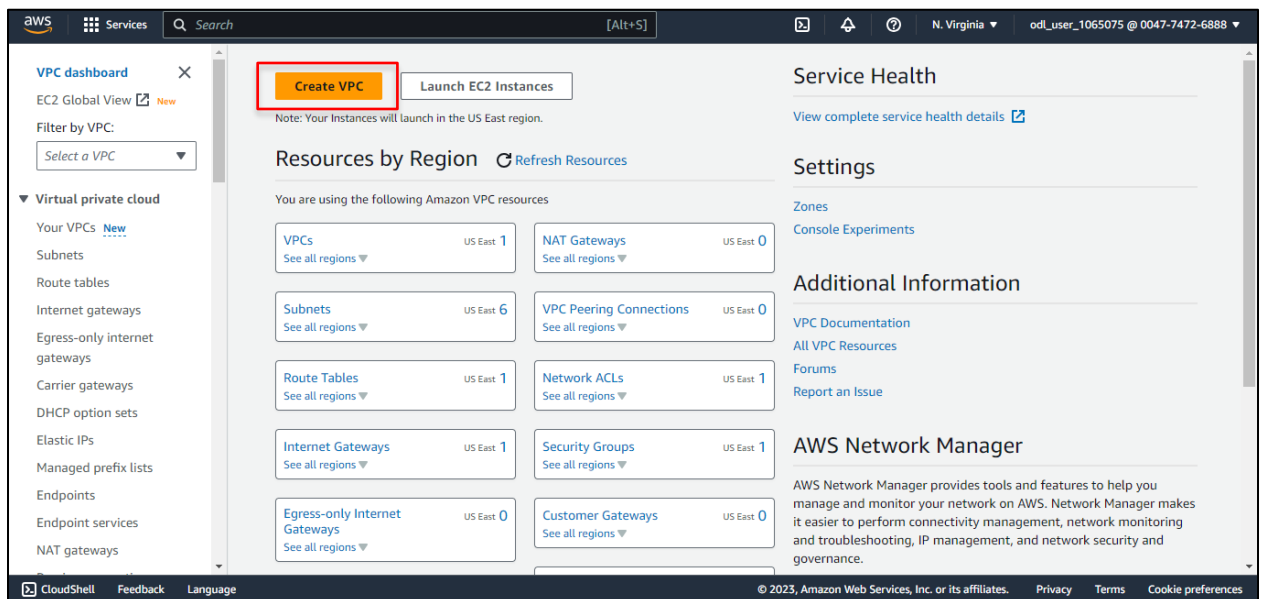 aws
Services
Search
[Alt+S]
N. Virginia ▼
odl_user_1065075 @ 0047-7472-6888 ▼
VPC dashboard
EC2 Global View New
Filter by VPC:
Select a VPC
Virtual private cloud
Your VPCs New
Subnets
Route tables
Internet gateways
Egress-only internet
gateways
Carrier gateways
DHCP option sets
Elastic IPs
Managed prefix lists
Endpoints
Endpoint services
NAT gateways
Create VPC
Launch EC2 Instances
Note: Your Instances will launch in the US East region.
Resources by Region Refresh Resources
You are using the following Amazon VPC resources
VPCs US East 1
See all regions ▼
NAT Gateways US East 0
See all regions ▼
Subnets US East 6
See all regions ▼
VPC Peering Connections US East 0
See all regions ▼
Route Tables US East 1
See all regions ▼
Network ACLs US East 1
See all regions ▼
Internet Gateways US East 1
See all regions ▼
Security Groups US East 1
See all regions ▼
Egress-only Internet US East 0
Gateways
See all regions ▼
Customer Gateways US East 0
See all regions ▼
Service Health
View complete service health details
Settings
Zones
Console Experiments
Additional Information
VPC Documentation
All VPC Resources
Forums
Report an Issue
AWS Network Manager
AWS Network Manager provides tools and features to help you
manage and monitor your network on AWS. Network Manager makes
it easier to perform connectivity management, network monitoring
and troubleshooting, IP management, and network security and
governance.
CloudShell
Feedback
Language
© 2023, Amazon Web Services, Inc. or its affiliates.
Privacy
Terms
Cookie preferences